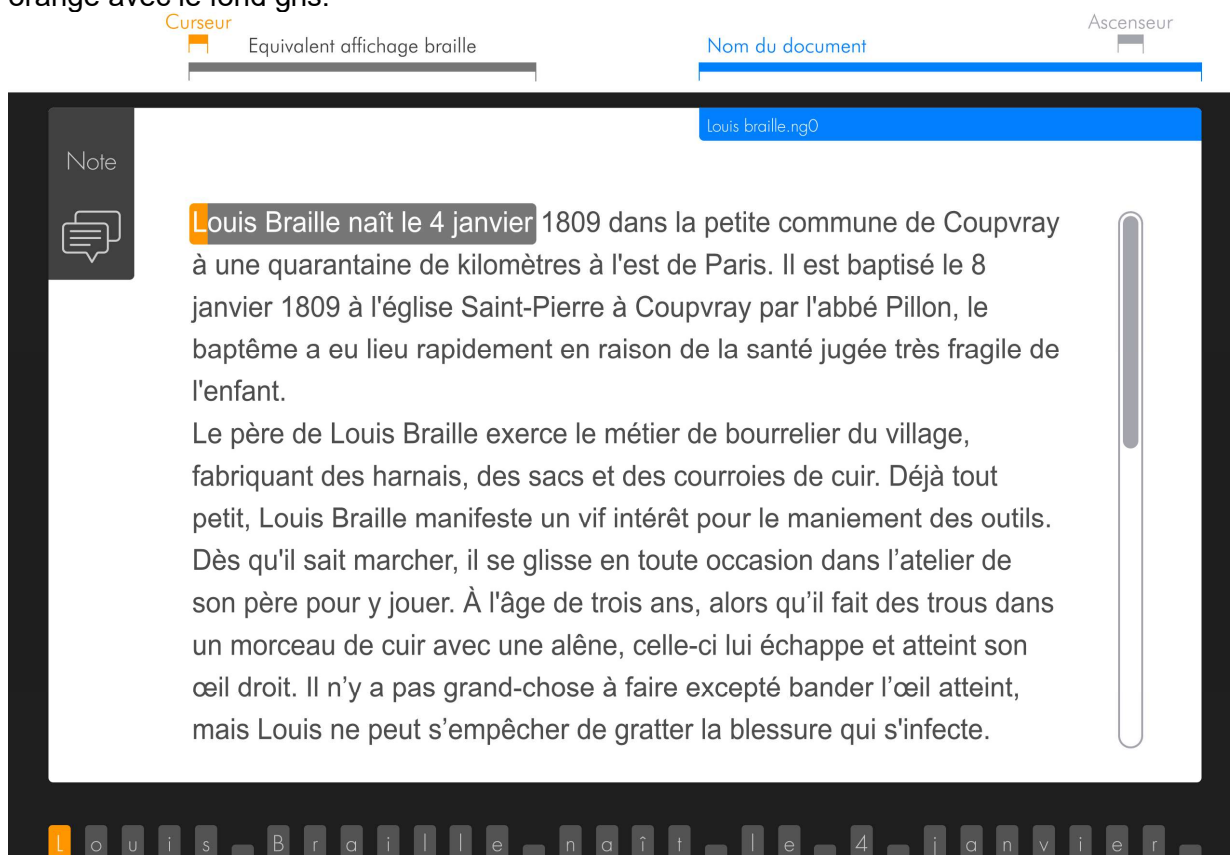 orange avec le fond gris.
Curseur
Ascenseur
Equivalent affichage braille
Nom du document
Louis braille.ng0
Note
Louis Braille naît le 4 janvier 1809 dans la petite commune de Coupvray
à une quarantaine de kilomètres à l'est de Paris. Il est baptisé le 8
janvier 1809 à l'église Saint-Pierre à Coupvray par l'abbé Pillon, le
baptême a eu lieu rapidement en raison de la santé jugée très fragile de
l'enfant.
Le père de Louis Braille exerce le métier de bourrelier du village,
fabriquant des harnais, des sacs et des courroies de cuir. Déjà tout
petit, Louis Braille manifeste un vif intérêt pour le maniement des outils.
Dès qu'il sait marcher, il se glisse en toute occasion dans l’atelier de
son père pour y jouer. À l'âge de trois ans, alors qu’il fait des trous dans
un morceau de cuir avec une alêne, celle-ci lui échappe et atteint son
œil droit. Il n’y a pas grand-chose à faire excepté bander l’œil atteint,
mais Louis ne peut s’empêcher de gratter la blessure qui s'infecte.
L o u i s _ B r a i l l e _ n a î t _ l e _ 4 _ j a n v i e r _